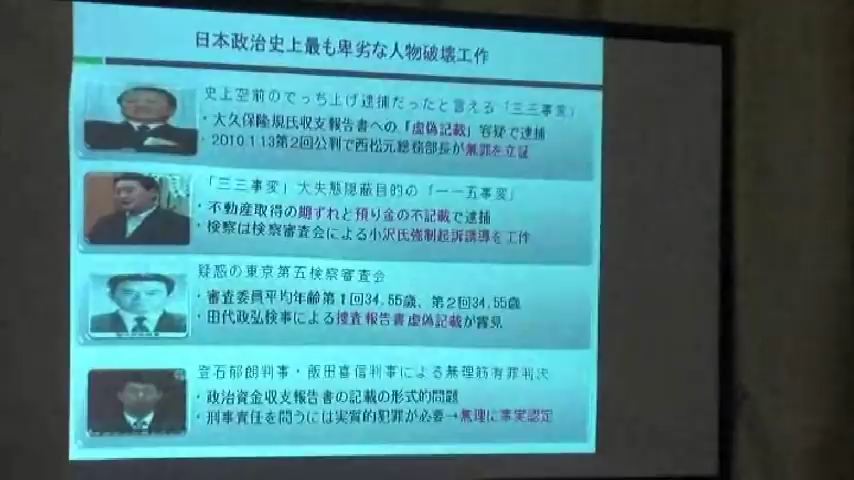 日本政治史上最も卑劣な人物破壊工作
史上空前のでっち上げ逮捕だったと言える「三三事変」
・大久保隆規氏収支報告書への「虚偽記載」容疑で逮捕
・2010.1.13第2回公判で西松元総務部長が無罪を立証
「三三事変」大失態隠蔽目的の「一一五事変」
・不動産取得の期ずれと預り金の不記載で逮捕
・検察は検察審査会による小沢氏強制起訴誘導を工作
疑惑の東京第五検察審査会
・審査委員平均年齢第1回34.55歳、第2回34.55歳
・田代政弘検事による捜査報告書虚偽記載が露見
登石郁朗判事・飯田喜信判事による無理筋有罪判決
・政治資金収支報告書の記載の形式的問題
・刑事責任を問うには実質的犯罪が必要→無理に事実認定